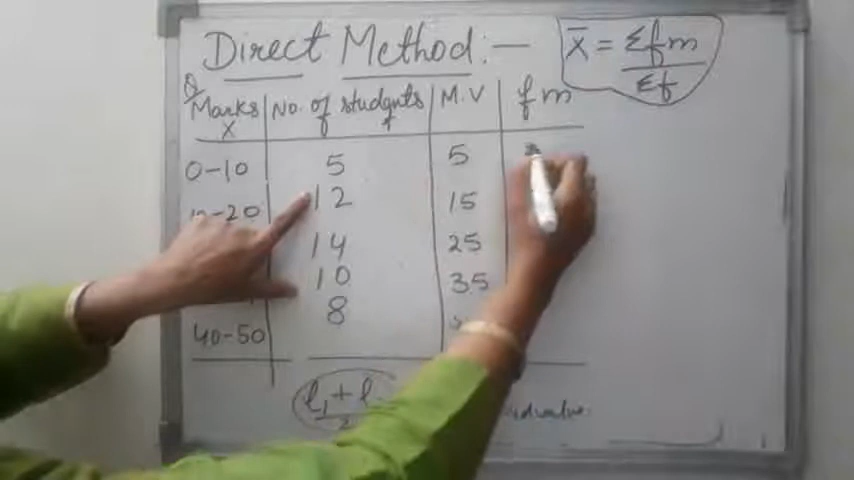 Direct Method:—
x̄ = Σfm / Σf
Q
Marks No. of students M.V fm
X f
0-10 5 5
-20 12 15
14 25
10 35
8
40-50
l₁ + l / 2